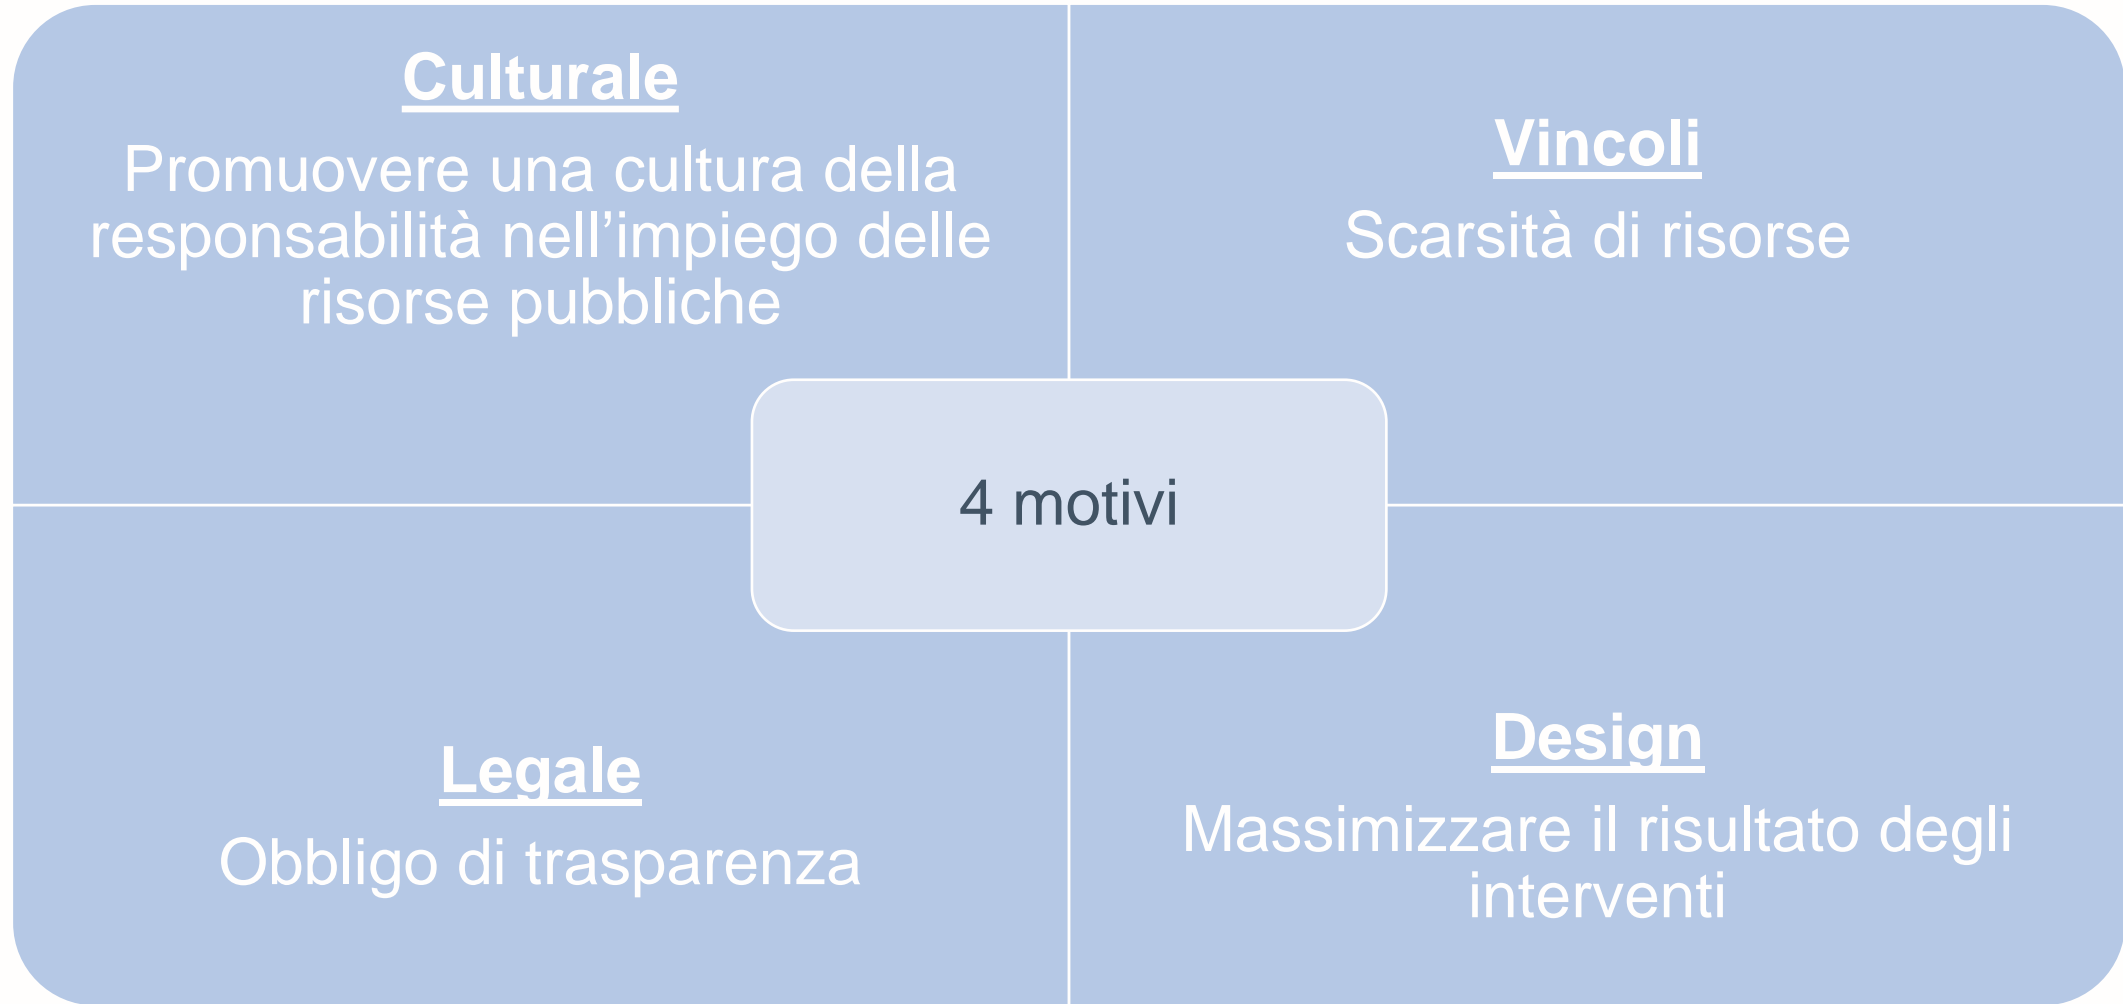 Culturale
Promuovere una cultura della
responsabilità nell’impiego delle
risorse pubbliche
Vincoli
Scarsità di risorse
4 motivi
Legale
Obbligo di trasparenza
Design
Massimizzare il risultato degli
interventi